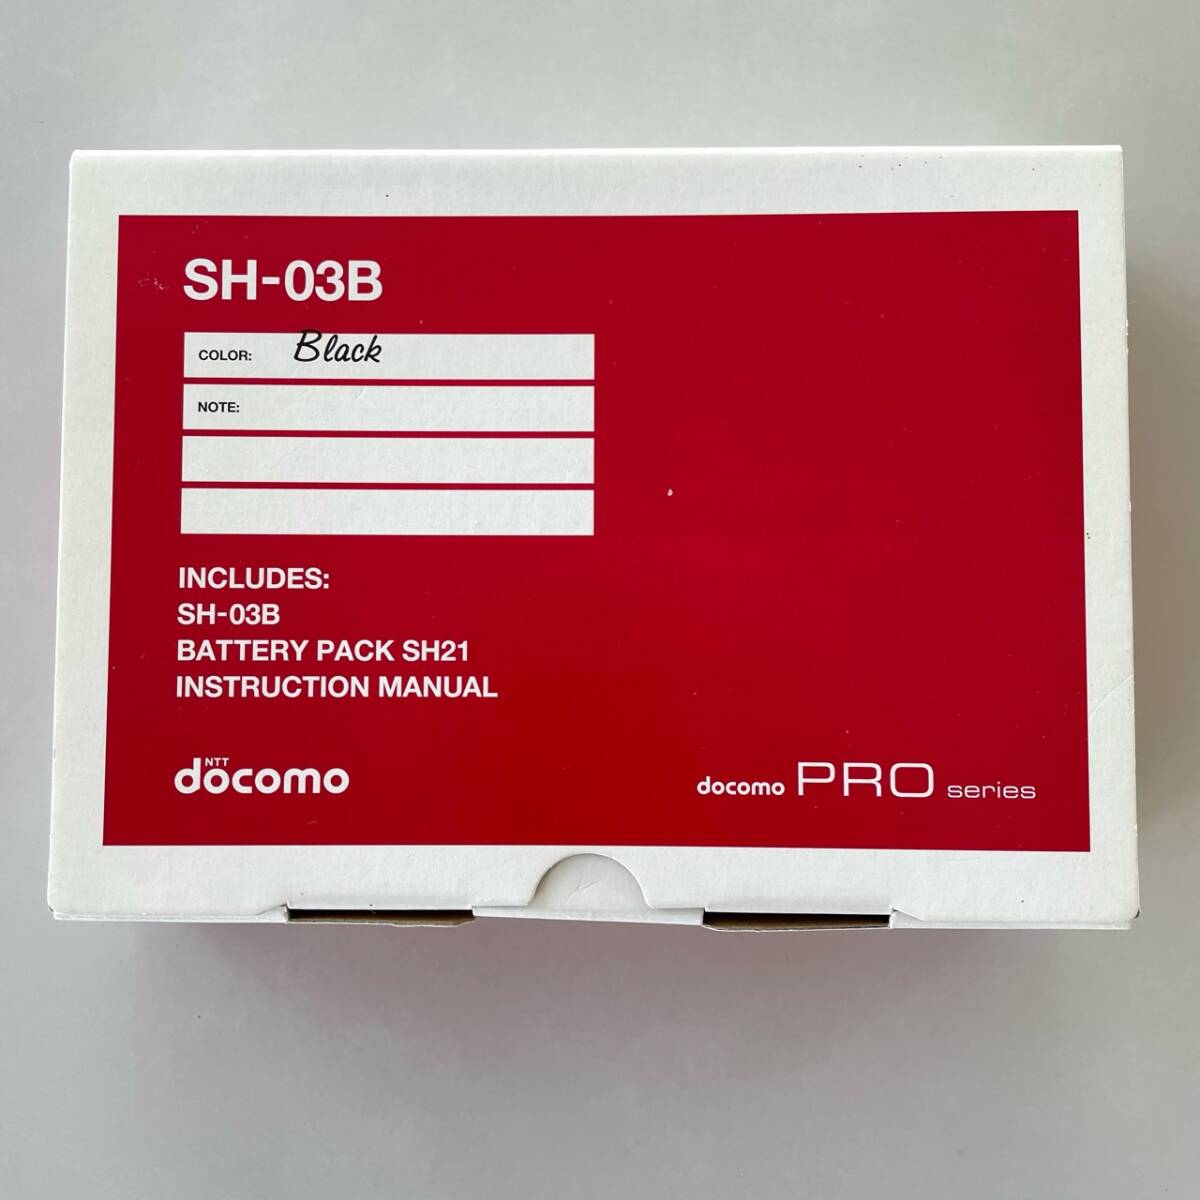 SH-03B
COLOR: Black
NOTE:
INCLUDES:
SH-03B
BATTERY PACK SH21
INSTRUCTION MANUAL
NTT
docomo
docomo PRO series